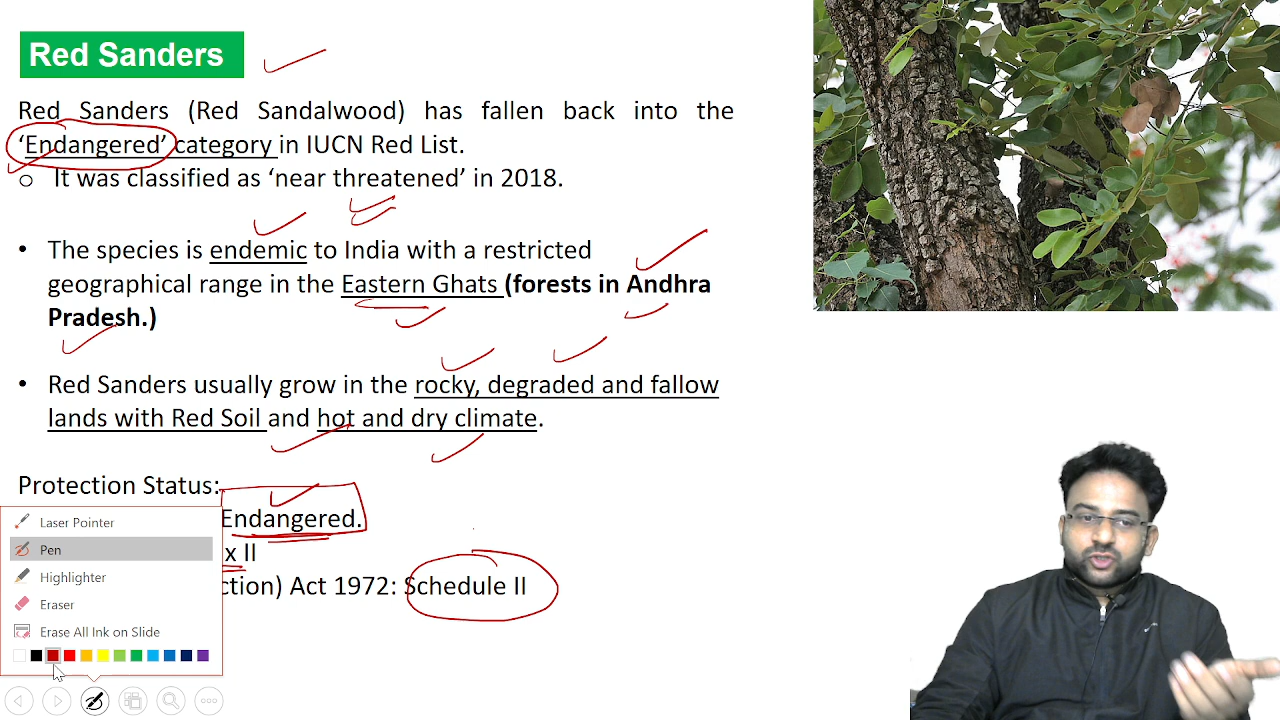 Red Sanders
Red Sanders (Red Sandalwood) has fallen back into the
‘Endangered’ category in IUCN Red List.
o It was classified as ‘near threatened’ in 2018.
• The species is endemic to India with a restricted
geographical range in the Eastern Ghats (forests in Andhra
Pradesh.)
• Red Sanders usually grow in the rocky, degraded and fallow
lands with Red Soil and hot and dry climate.
Protection Status:
Endangered.
x II
ction) Act 1972: Schedule II
Laser Pointer
Pen
Highlighter
Eraser
Erase All Ink on Slide